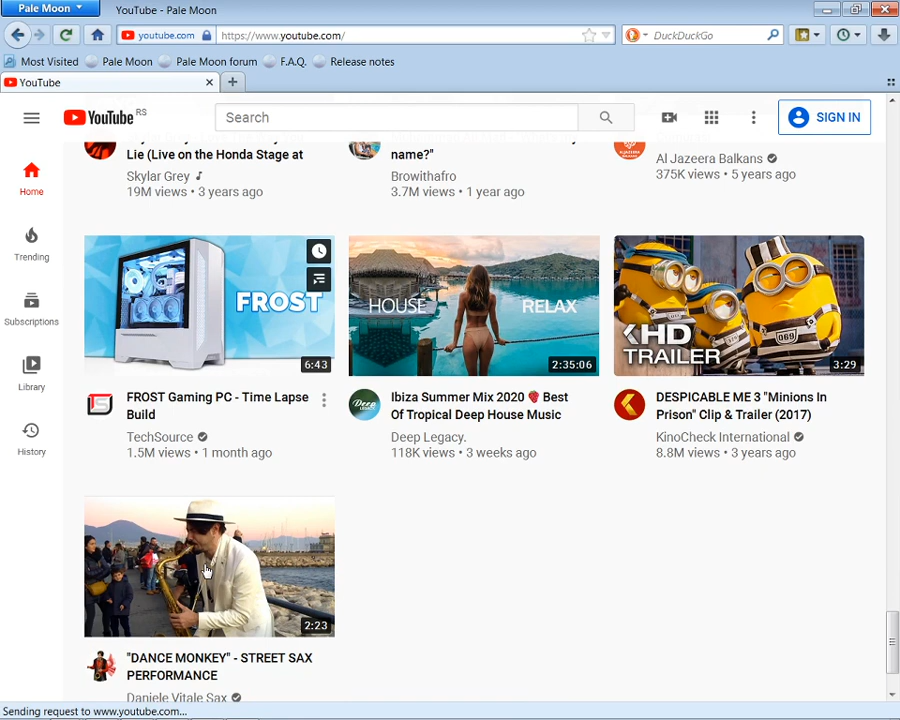 Pale Moon
YouTube - Pale Moon
youtube.com
https://www.youtube.com/
DuckDuckGo
Most Visited
Pale Moon
Pale Moon forum
F.A.Q.
Release notes
YouTube
YouTube RS
Search
SIGN IN
Home
Trending
Subscriptions
Library
History
Lie (Live on the Honda Stage at
Skylar Grey
19M views • 3 years ago
name?"
Browithafro
3.7M views • 1 year ago
Al Jazeera Balkans
375K views • 5 years ago
FROST
6:43
FROST Gaming PC - Time Lapse
Build
TechSource
1.5M views • 1 month ago
HOUSE
RELAX
2:35:06
Ibiza Summer Mix 2020 🍓 Best
Of Tropical Deep House Music
Deep Legacy.
118K views • 3 weeks ago
HD
TRAILER
069
3:29
DESPICABLE ME 3 "Minions In
Prison" Clip & Trailer (2017)
KinoCheck International
8.8M views • 3 years ago
2:23
"DANCE MONKEY" - STREET SAX
PERFORMANCE
Daniele Vitale Sax
Sending request to www.youtube.com...